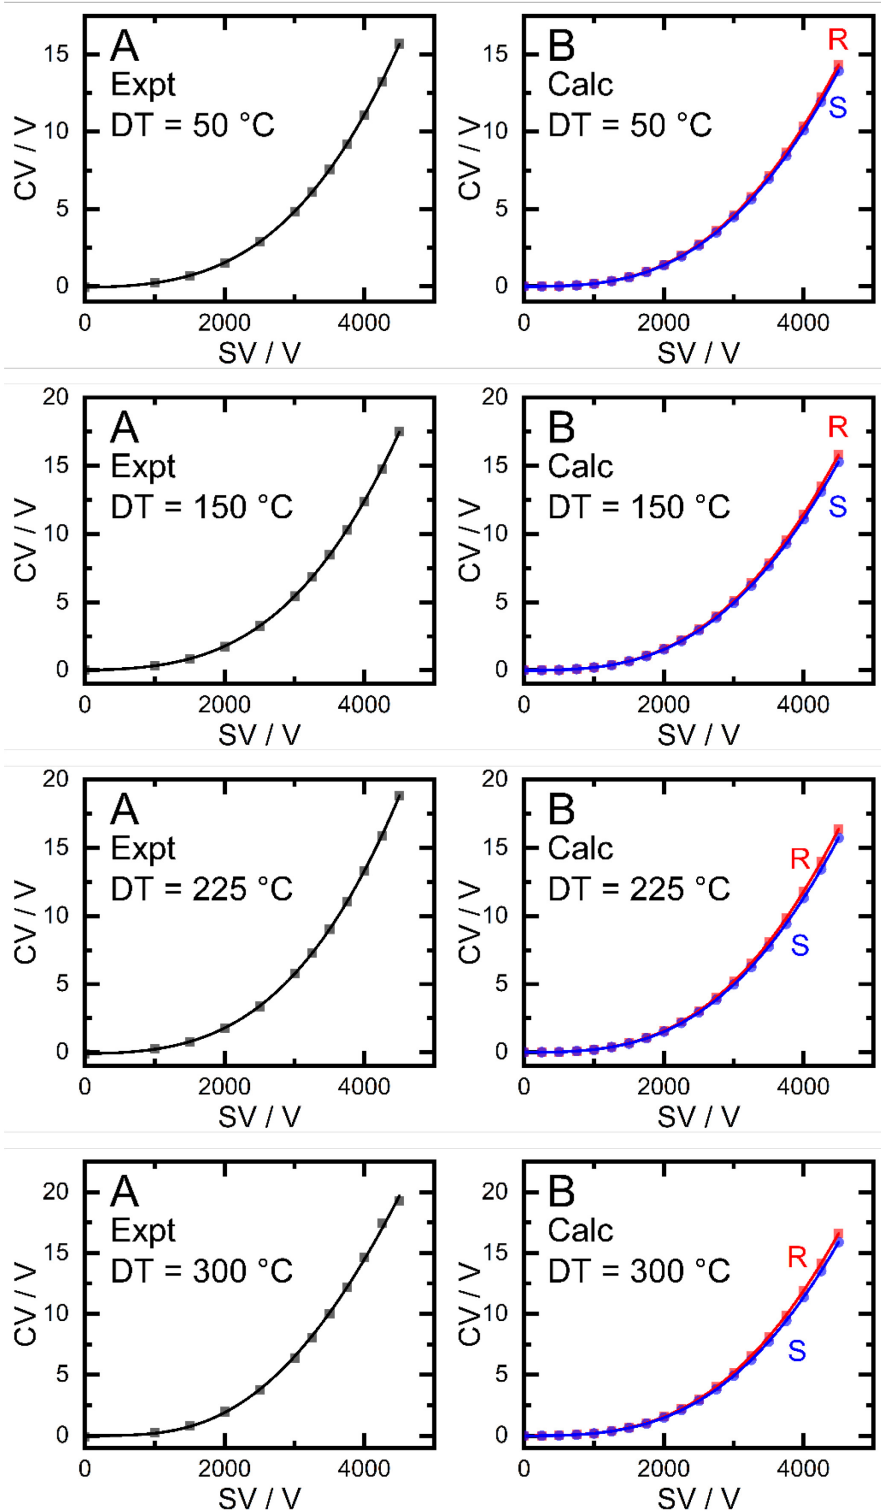 A
Expt
DT = 50 °C
CV / V
15
10
5
0
0 2000 4000
SV / V
B
Calc
DT = 50 °C
R
S
CV / V
15
10
5
0
0 2000 4000
SV / V
A
Expt
DT = 150 °C
CV / V
20
15
10
5
0
0 2000 4000
SV / V
B
Calc
DT = 150 °C
R
S
CV / V
20
15
10
5
0
0 2000 4000
SV / V
A
Expt
DT = 225 °C
CV / V
20
15
10
5
0
0 2000 4000
SV / V
B
Calc
DT = 225 °C
R
S
CV / V
20
15
10
5
0
0 2000 4000
SV / V
A
Expt
DT = 300 °C
CV / V
20
15
10
5
0
0 2000 4000
SV / V
B
Calc
DT = 300 °C
R
S
CV / V
20
15
10
5
0
0 2000 4000
SV / V